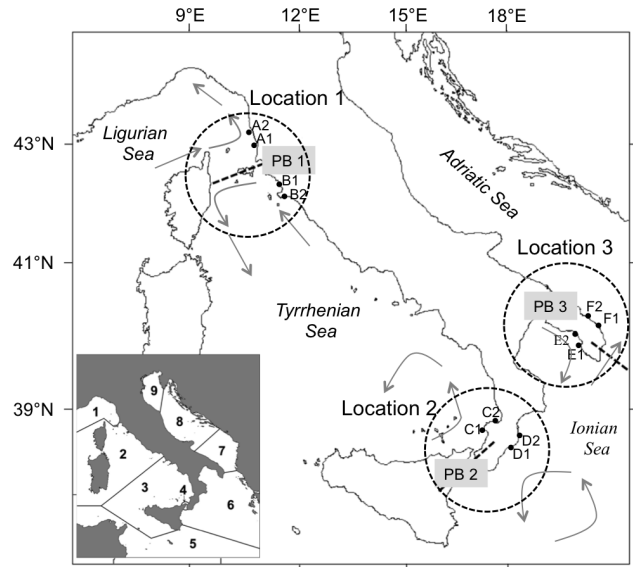 9°E 12°E 15°E 18°E
Location 1
Ligurian
Sea
A2
A1
43°N
PB 1
B1
B2
Adriatic Sea
Location 3
41°N
PB 3
F2
F1
E2
E1
Tyrrhenian
Sea
Location 2
39°N
C2
C1
D2
D1
Ionian
Sea
PB 2
9
1
8
2
7
3
4
6
5